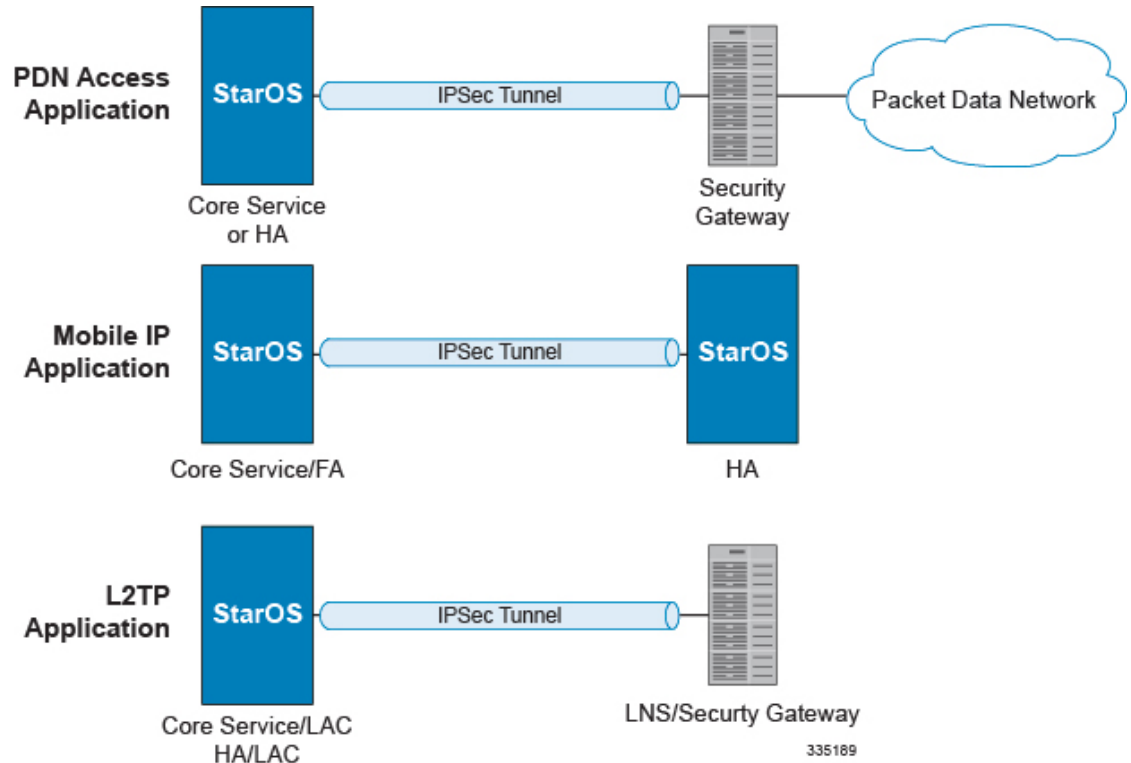 PDN Access
Application
StarOS
IPSec Tunnel
Packet Data Network
Core Service
or HA
Security
Gateway
Mobile IP
Application
StarOS
IPSec Tunnel
StarOS
Core Service/FA
HA
L2TP
Application
StarOS
IPSec Tunnel
Core Service/LAC
HA/LAC
LNS/Securty Gateway
335189